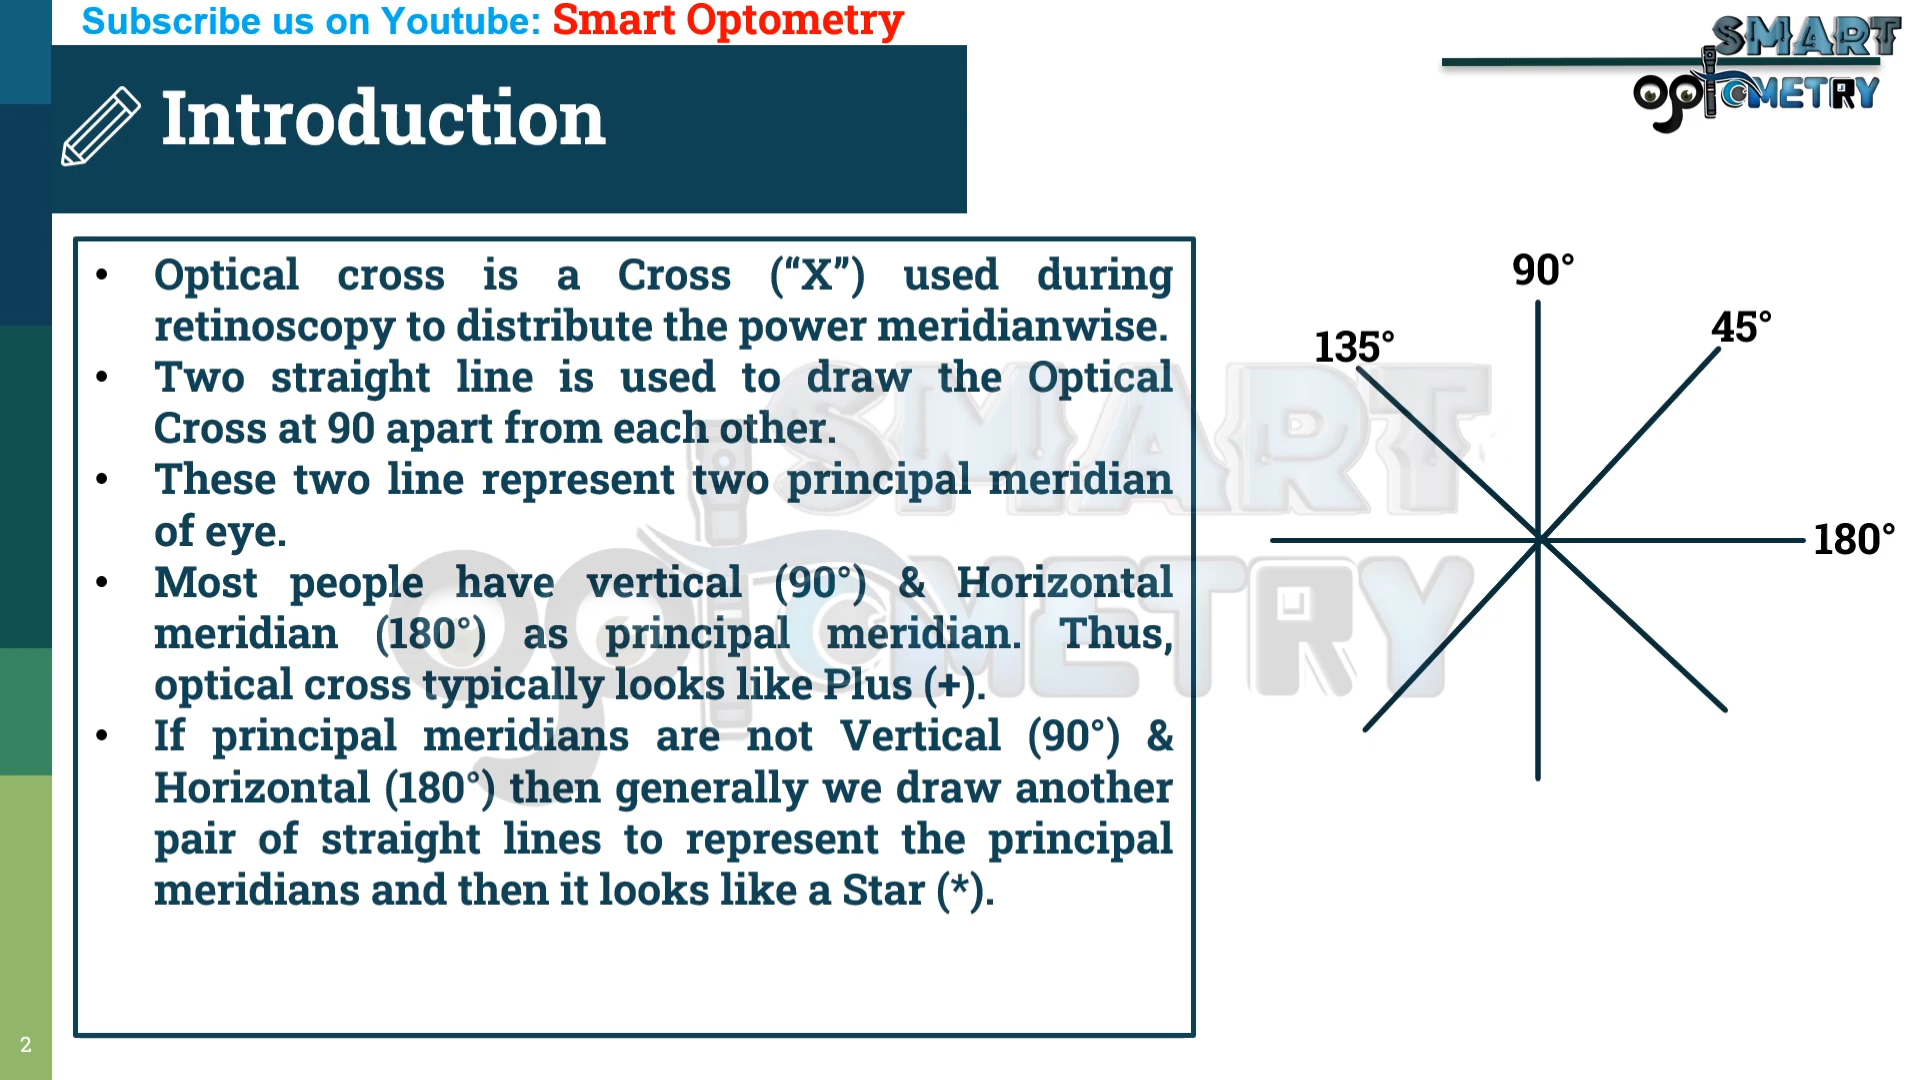 Subscribe us on Youtube: Smart Optometry
SMART
OPTOMETRY
Introduction
• Optical cross is a Cross (“X”) used during
retinoscopy to distribute the power meridianwise.
• Two straight line is used to draw the Optical
Cross at 90 apart from each other.
• These two line represent two principal meridian
of eye.
• Most people have vertical (90°) & Horizontal
meridian (180°) as principal meridian. Thus,
optical cross typically looks like Plus (+).
• If principal meridians are not Vertical (90°) &
Horizontal (180°) then generally we draw another
pair of straight lines to represent the principal
meridians and then it looks like a Star (*).
90°
45°
135°
180°
SMART
OPTOMETRY
2